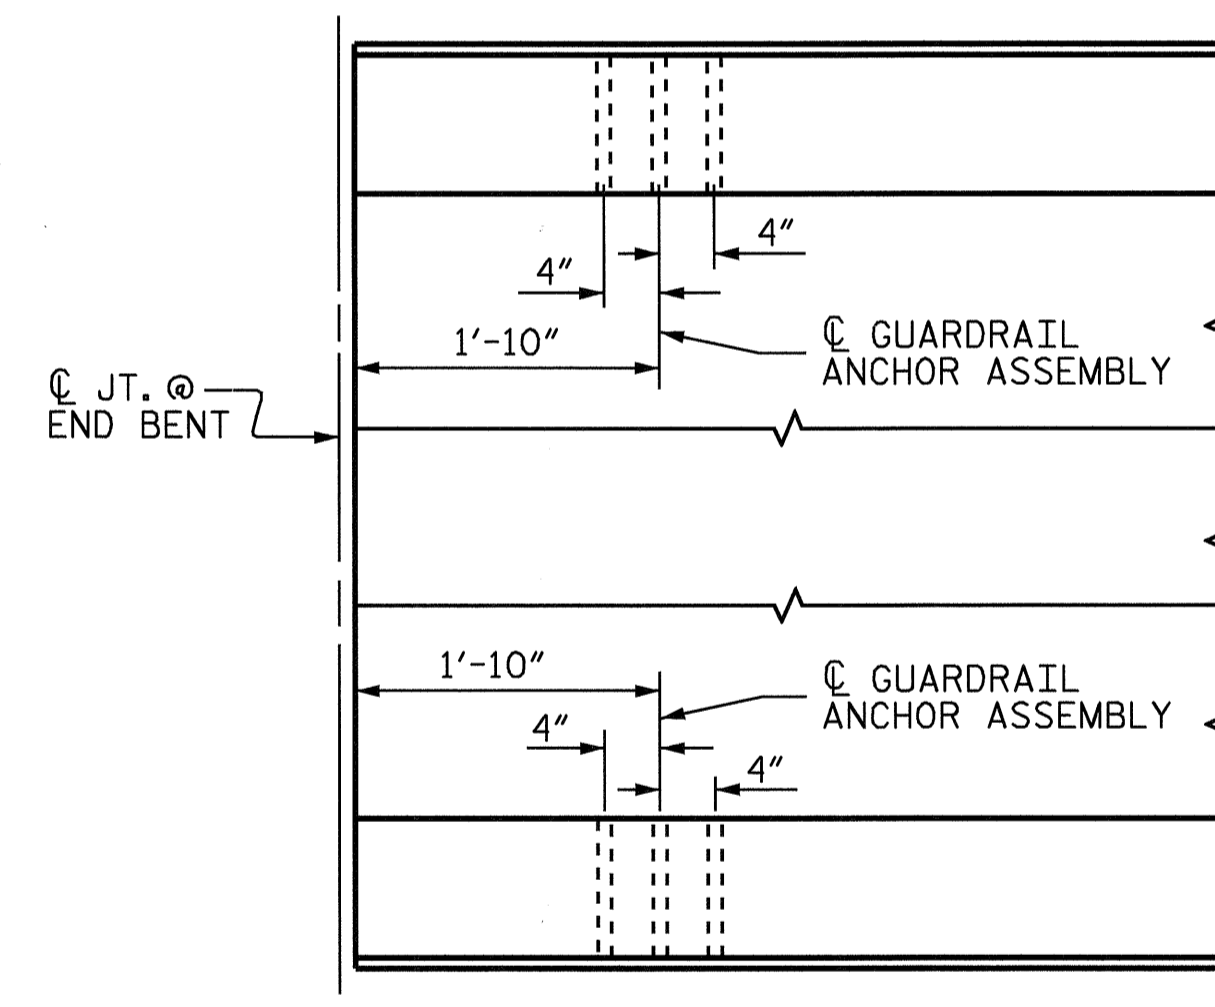 4"
4"
1'-10"
℄ GUARDRAIL
ANCHOR ASSEMBLY
℄ JT. @
END BENT
1'-10"
℄ GUARDRAIL
ANCHOR ASSEMBLY
4"
4"